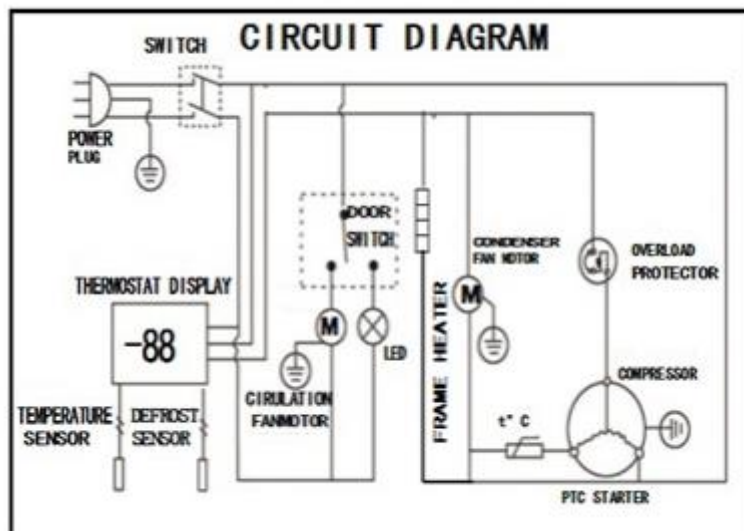 CIRCUIT DIAGRAM
SWITCH
POWER
PLUG
DOOR
SWITCH
CONDENSER
FAN MOTOR
OVERLOAD
PROTECTOR
THERMOSTAT DISPLAY
-88
M
M
LED
CIRULATION
FANMOTOR
FRAME HEATER
COMPRESSOR
TEMPERATURE
SENSOR
DEFROST
SENSOR
t° C
PTC STARTER